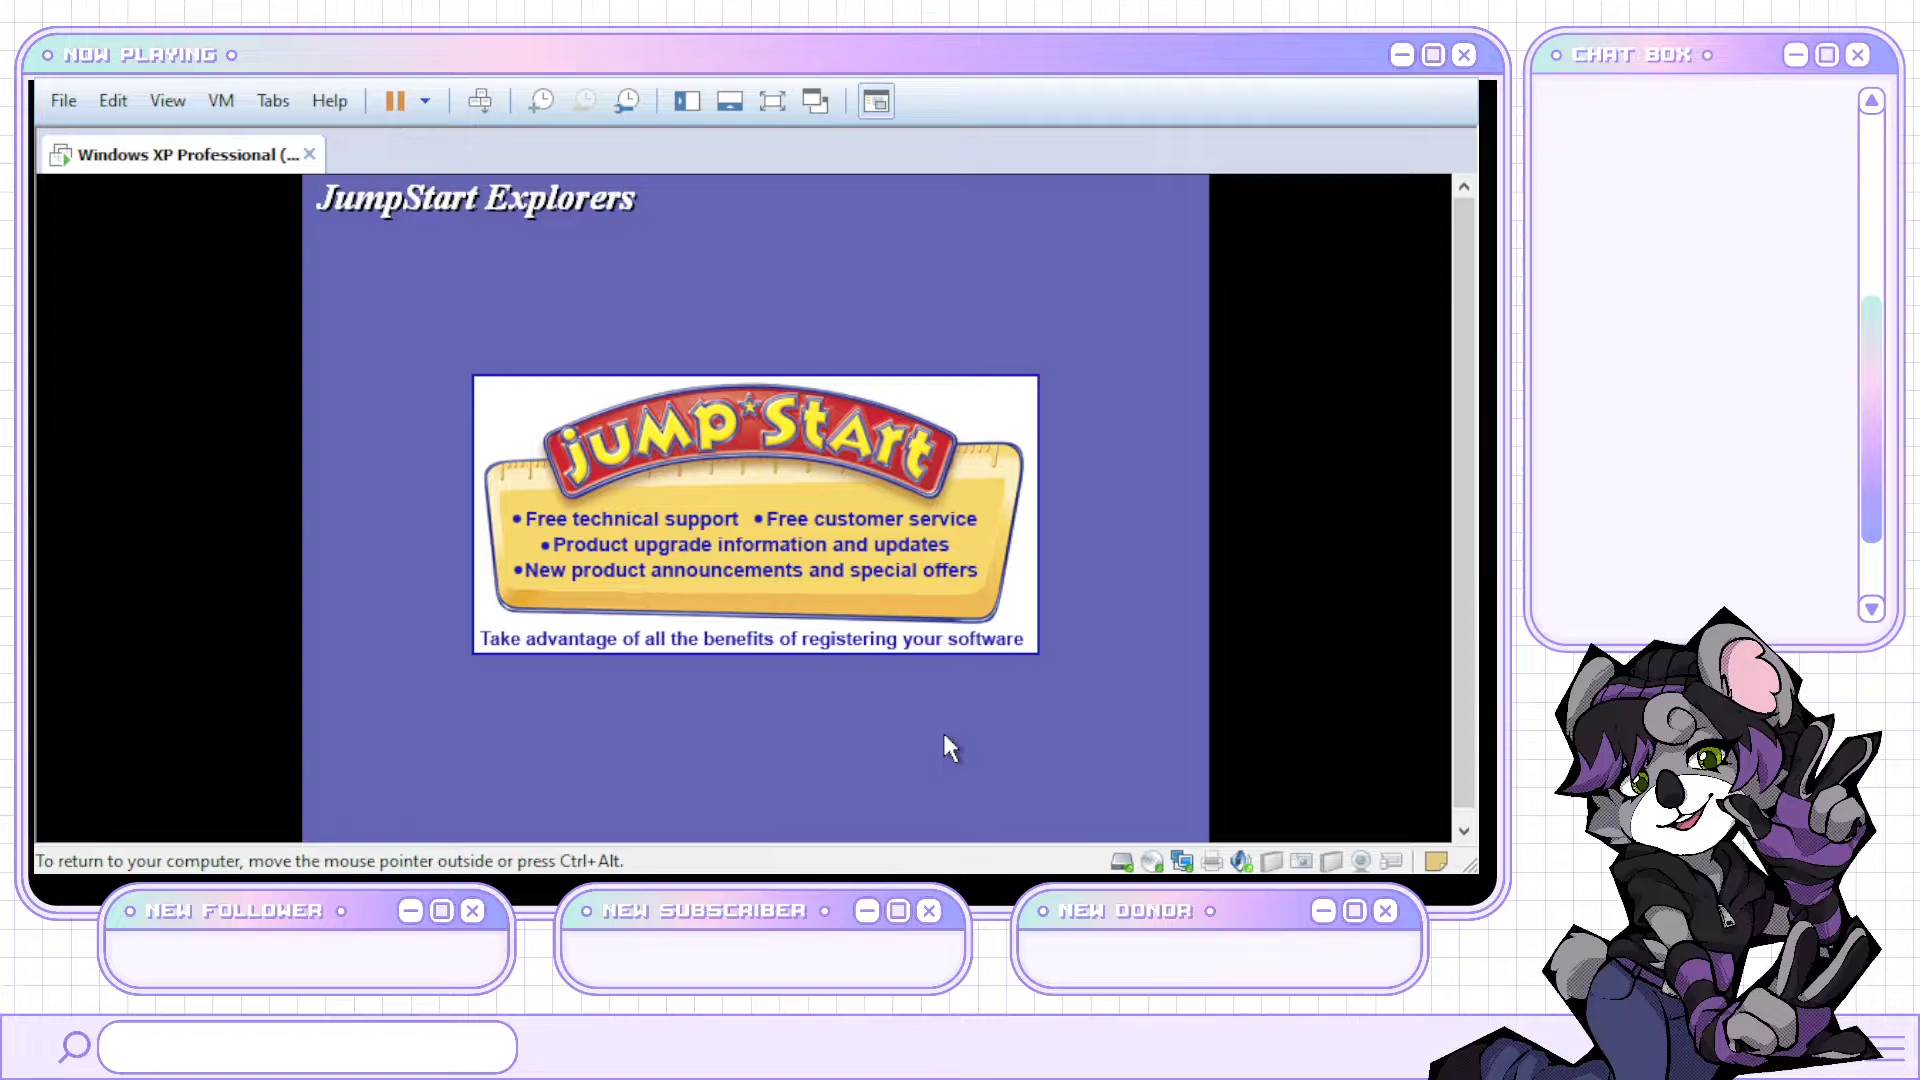 NOW PLAYING
CHAT BOX
File Edit View VM Tabs Help
Windows XP Professional (...
JumpStart Explorers
JumpStart
• Free technical support • Free customer service
• Product upgrade information and updates
• New product announcements and special offers
Take advantage of all the benefits of registering your software
To return to your computer, move the mouse pointer outside or press Ctrl+Alt.
NEW FOLLOWER
NEW SUBSCRIBER
NEW DONOR